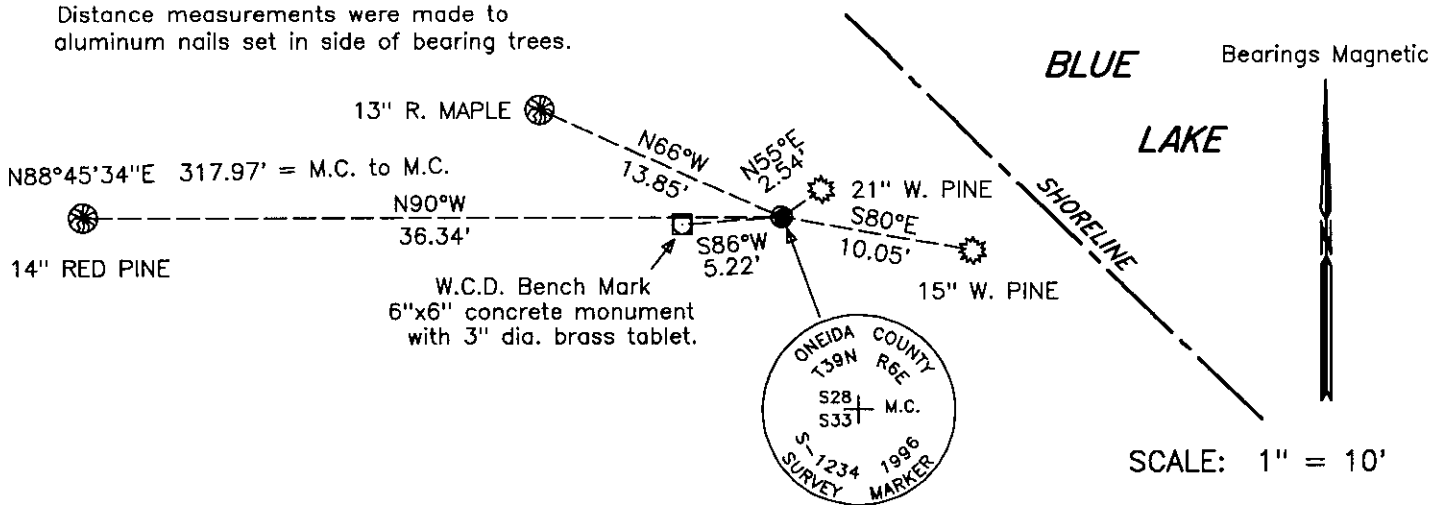 Distance measurements were made to
aluminum nails set in side of bearing trees.
BLUE
LAKE
Bearings Magnetic
N
SHORELINE
13" R. MAPLE
N66°W
13.85'
N55°E
2.54'
21" W. PINE
N88°45'34"E 317.97' = M.C. to M.C.
N90°W
36.34'
14" RED PINE
S86°W
5.22'
S80°E
10.05'
15" W. PINE
W.C.D. Bench Mark
6"x6" concrete monument
with 3" dia. brass tablet.
ONEIDA COUNTY
T39N R6E
S28
S33
M.C.
S-1234 1996
SURVEY MARKER
SCALE: 1" = 10'